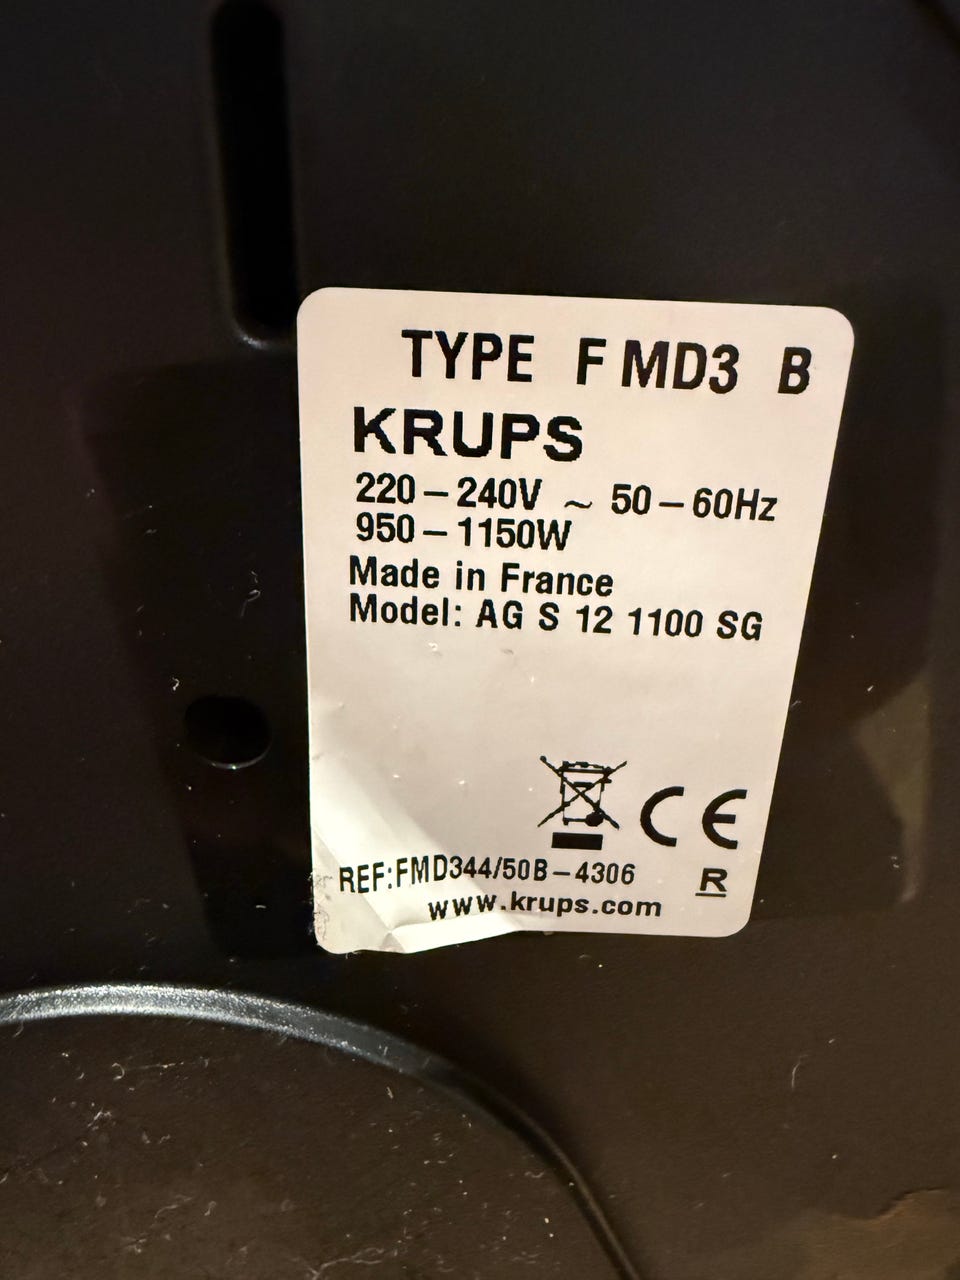 TYPE F MD3 B
KRUPS
220-240V ~ 50-60Hz
950-1150W
Made in France
Model: AG S 12 1100 SG
CE
REF:FMD344/50B-4306 R
www.krups.com